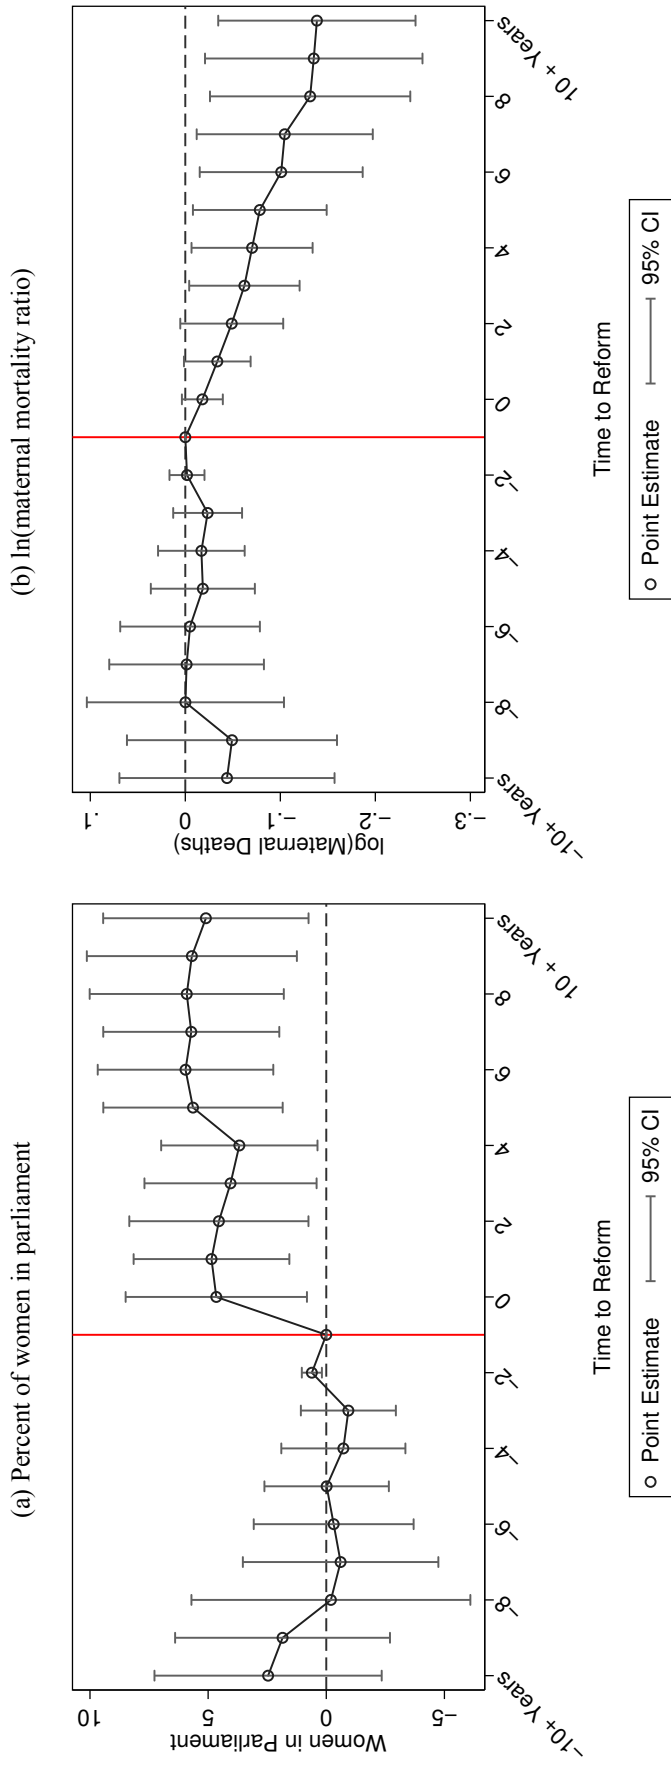 (a) Percent of women in parliament
Women in Parliament
10
5
0
−5
−10+ Years
−8
−6
−4
−2
0
2
4
6
8
10 + Years
Time to Reform
Point Estimate
95% CI
(b) ln(maternal mortality ratio)
log(Maternal Deaths)
.1
0
−.1
−.2
−.3
−10+ Years
−8
−6
−4
−2
0
2
4
6
8
10 + Years
Time to Reform
Point Estimate
95% CI